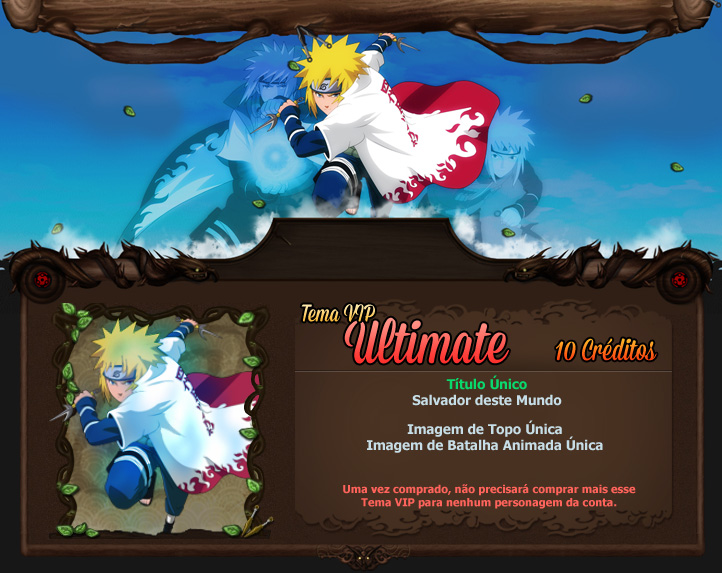 Tema VIP
Ultimate
10 Créditos
Título Único
Salvador deste Mundo
Imagem de Topo Única
Imagem de Batalha Animada Única
Uma vez comprado, não precisará comprar mais esse
Tema VIP para nenhum personagem da conta.